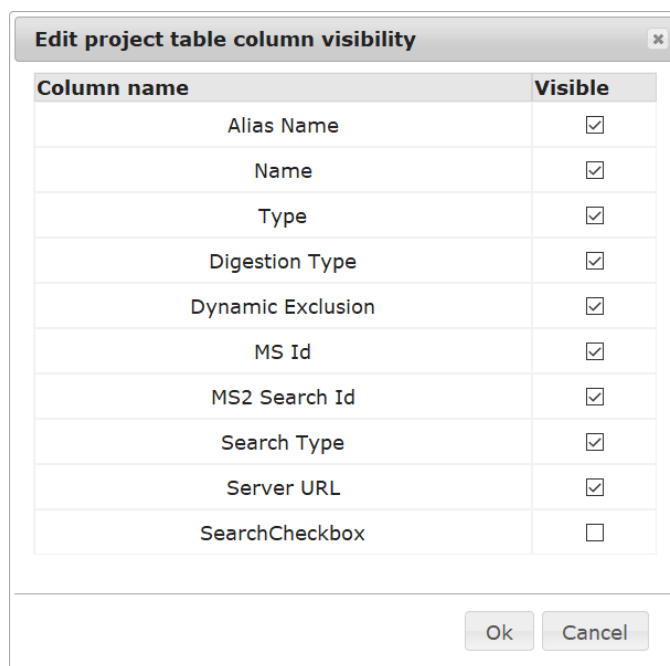 Edit project table column visibility
Column name Visible
Alias Name
Name
Type
Digestion Type
Dynamic Exclusion
MS Id
MS2 Search Id
Search Type
Server URL
SearchCheckbox
Ok Cancel